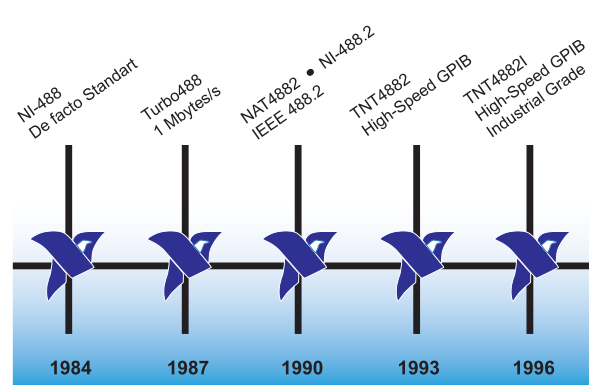 NI-488
De facto Standart
Turbo488
1 Mbytes/s
NAT4882 • NI-488.2
IEEE 488.2
TNT4882
High-Speed GPIB
TNT4882I
High-Speed GPIB
Industrial Grade
1984
1987
1990
1993
1996